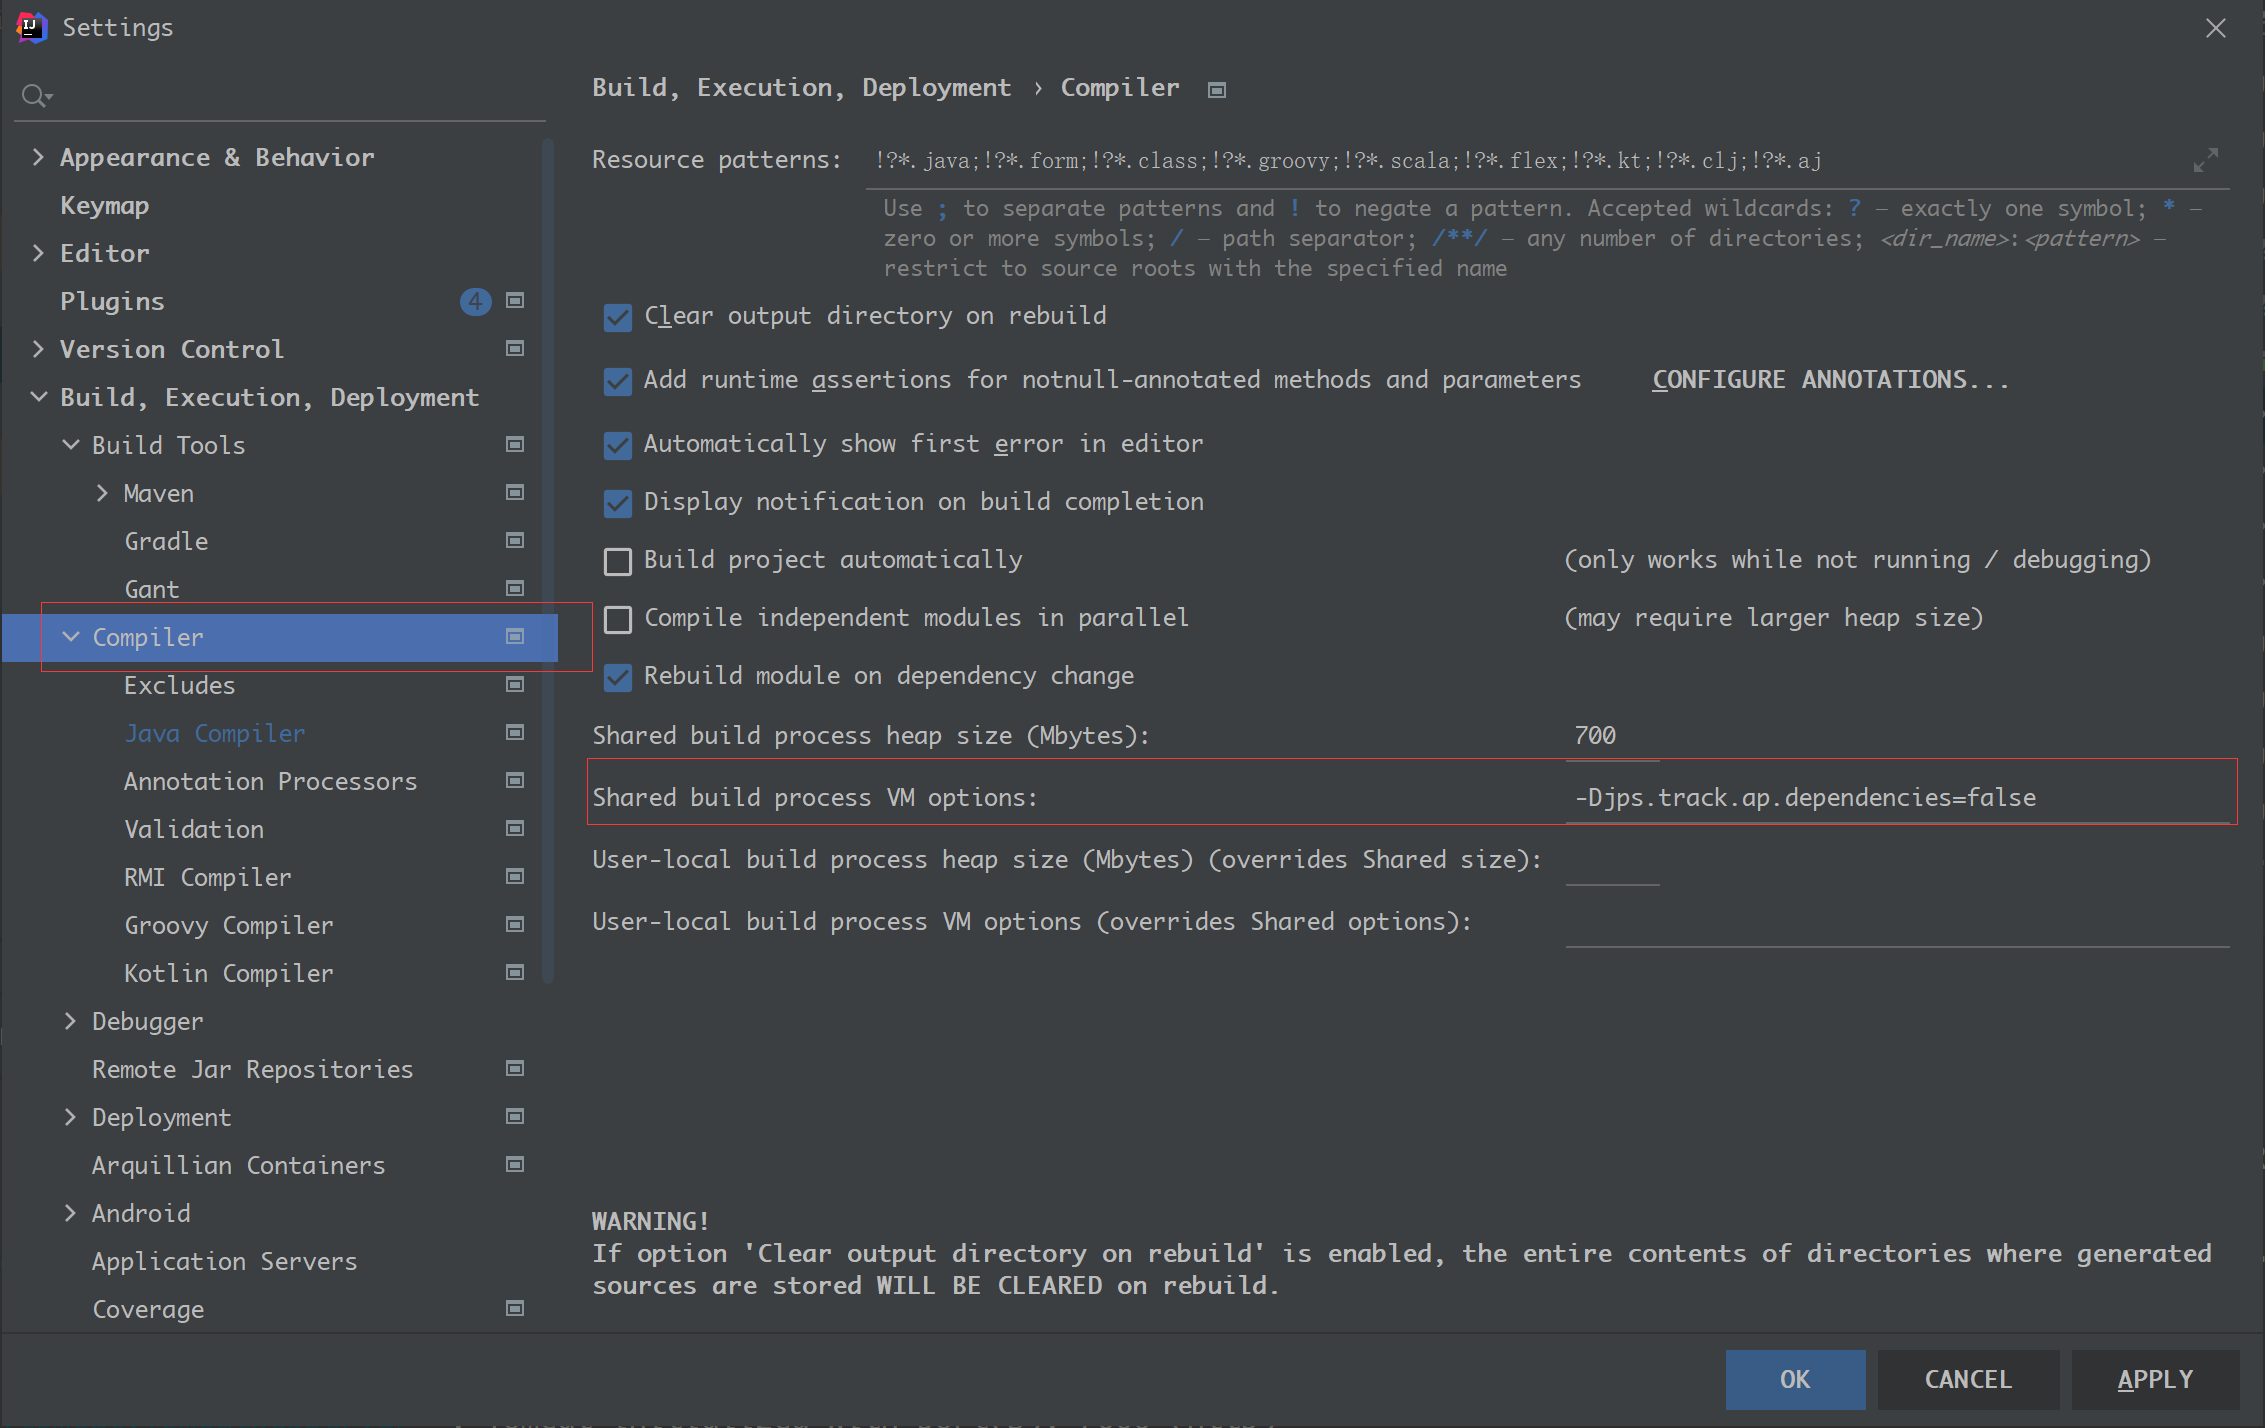 Settings
Build, Execution, Deployment › Compiler
Appearance & Behavior
Keymap
Editor
Plugins 4
Version Control
Build, Execution, Deployment
Build Tools
Maven
Gradle
Gant
Compiler
Excludes
Java Compiler
Annotation Processors
Validation
RMI Compiler
Groovy Compiler
Kotlin Compiler
Debugger
Remote Jar Repositories
Deployment
Arquillian Containers
Android
Application Servers
Coverage
Resource patterns: !?*.java;!?*.form;!?*.class;!?*.groovy;!?*.scala;!?*.flex;!?*.kt;!?*.clj;!?*.aj
Use ; to separate patterns and ! to negate a pattern. Accepted wildcards: ? — exactly one symbol; * —
zero or more symbols; / — path separator; /**/ — any number of directories; <dir_name>:<pattern> —
restrict to source roots with the specified name
Clear output directory on rebuild
Add runtime assertions for notnull-annotated methods and parameters CONFIGURE ANNOTATIONS...
Automatically show first error in editor
Display notification on build completion
Build project automatically (only works while not running / debugging)
Compile independent modules in parallel (may require larger heap size)
Rebuild module on dependency change
Shared build process heap size (Mbytes): 700
Shared build process VM options: -Djps.track.ap.dependencies=false
User-local build process heap size (Mbytes) (overrides Shared size):
User-local build process VM options (overrides Shared options):
WARNING!
If option 'Clear output directory on rebuild' is enabled, the entire contents of directories where generated
sources are stored WILL BE CLEARED on rebuild.
OK CANCEL APPLY